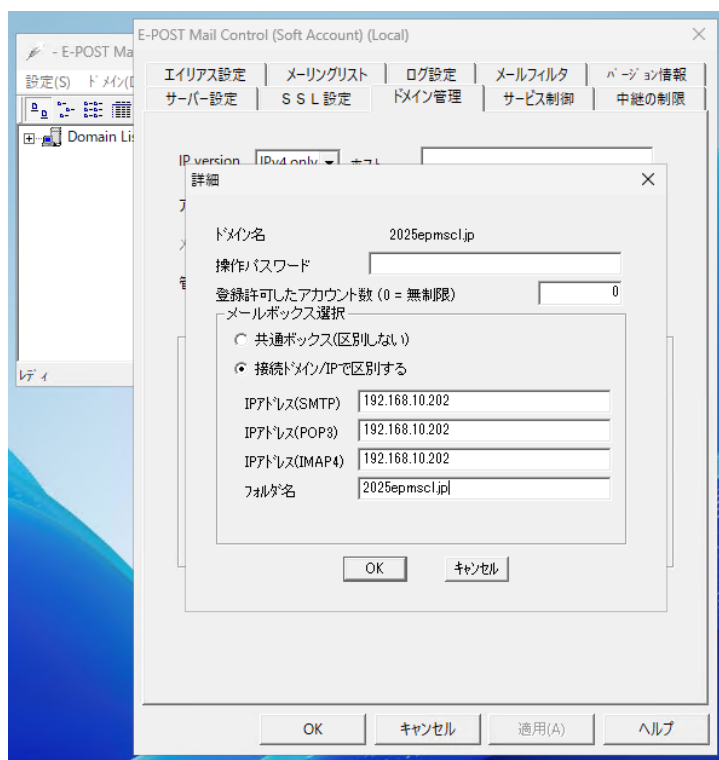 E-POST Mail Control (Soft Account) (Local)
- E-POST Ma
設定(S) ドメイン(D
Domain Lis
レディ
エイリアス設定 メーリングリスト ログ設定 メールフィルタ バージョン情報
サーバー設定 SSL設定 ドメイン管理 サービス制御 中継の制限
IP version IPv4 only ホスト
詳細
ドメイン名 2025epmscl.jp
操作パスワード
登録許可したアカウント数 (0 = 無制限) 0
メールボックス選択
共通ボックス(区別しない)
接続ドメイン/IPで区別する
IPアドレス(SMTP) 192.168.10.202
IPアドレス(POP3) 192.168.10.202
IPアドレス(IMAP4) 192.168.10.202
フォルダ名 2025epmscl.jp
OK キャンセル
OK キャンセル 適用(A) ヘルプ